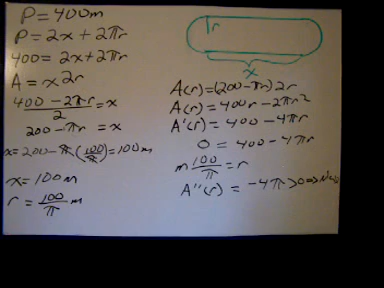 P = 400m
P = 2x + 2πr
400 = 2x + 2πr
A = x 2r
400 - 2πr / 2 = x
200 - πr = x
x = 200 - π(100/π) = 100m
x = 100m
r = 100/π m
r
x
A(r) = (200 - πr) 2r
A(r) = 400r - 2πr²
A'(r) = 400 - 4πr
0 = 400 - 4πr
m 100/π = r
A''(r) = -4π > 0 ⇒